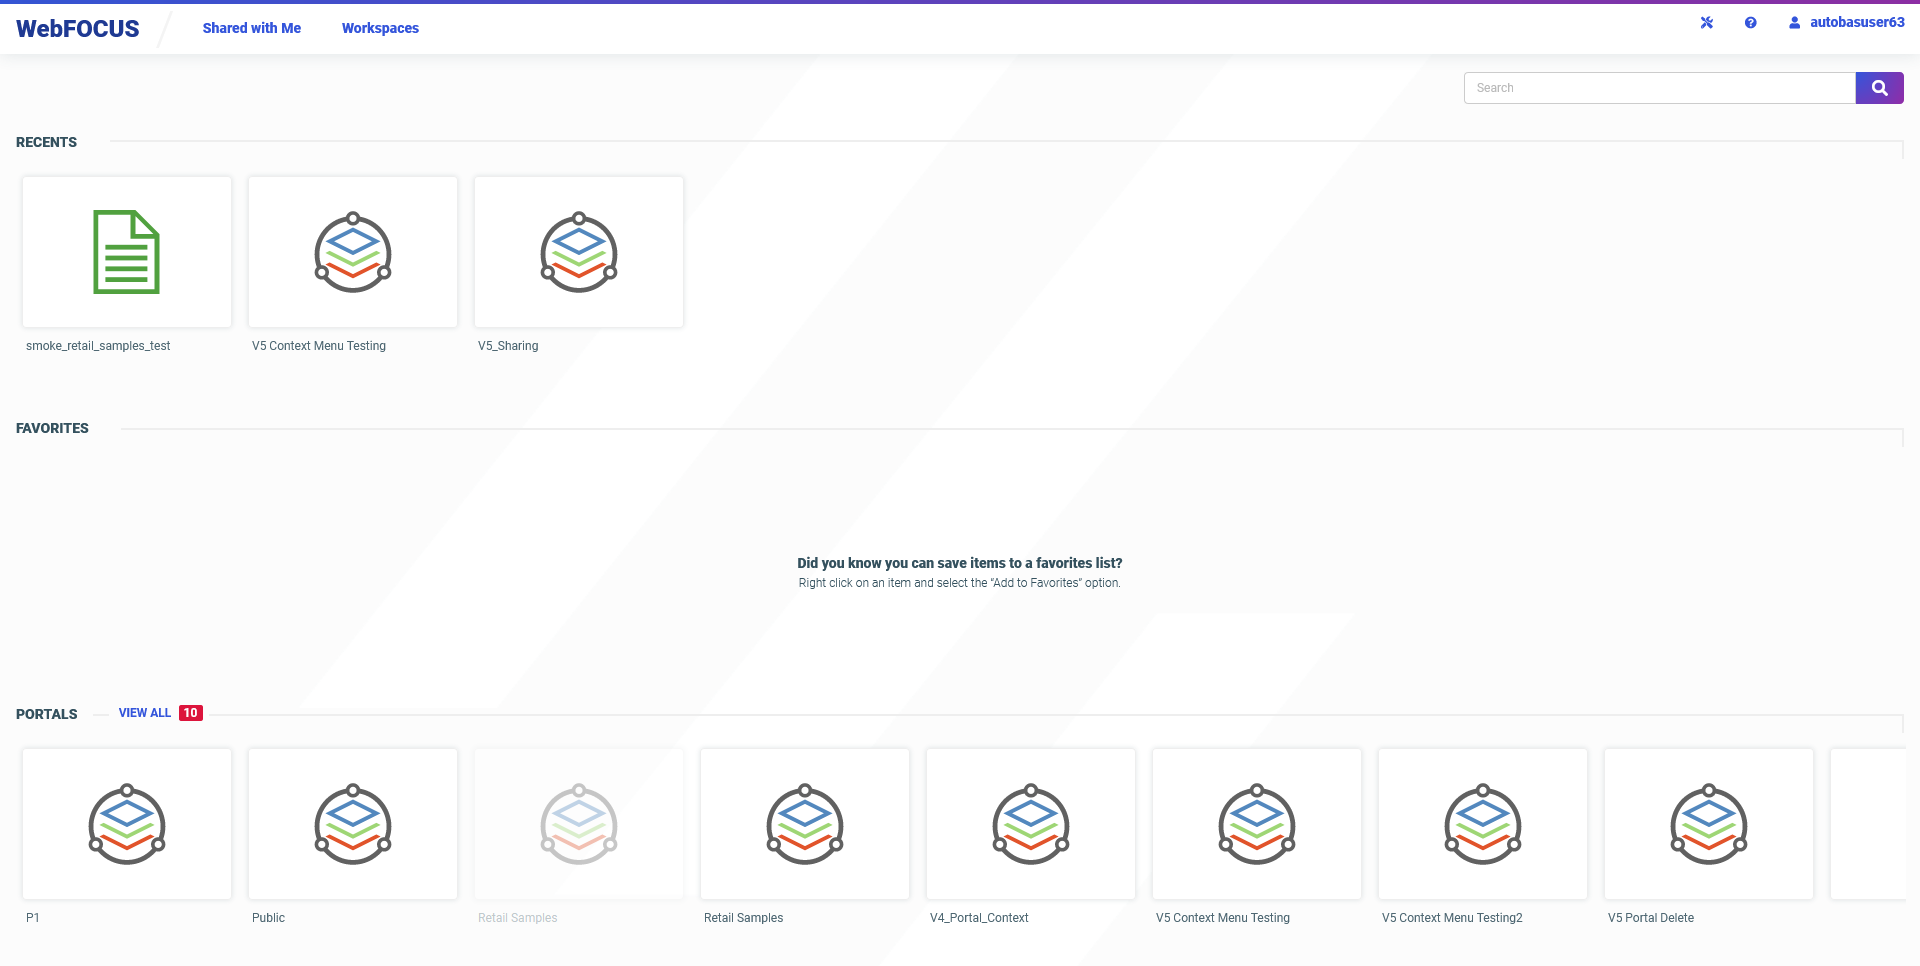 WebFOCUS
Shared with Me
Workspaces
autobasuser63
Search
RECENTS
smoke_retail_samples_test
V5 Context Menu Testing
V5_Sharing
FAVORITES
Did you know you can save items to a favorites list?
Right click on an item and select the "Add to Favorites" option.
PORTALS
VIEW ALL 10
P1
Public
Retail Samples
Retail Samples
V4_Portal_Context
V5 Context Menu Testing
V5 Context Menu Testing2
V5 Portal Delete